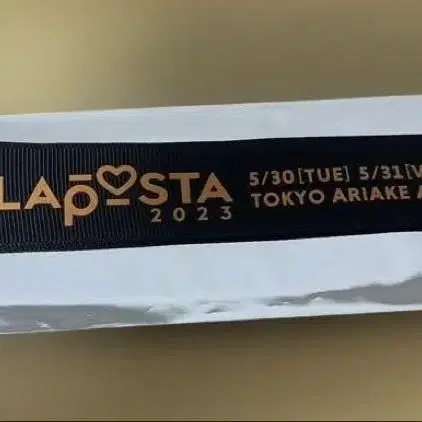 LAPOSTA
2023
5/30[TUE] 5/31[
TOKYO ARIAKE A